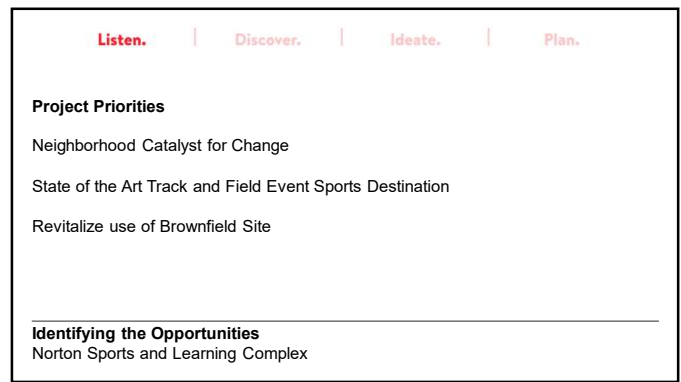 Listen. | Discover. | Ideate. | Plan.
Project Priorities
Neighborhood Catalyst for Change
State of the Art Track and Field Event Sports Destination
Revitalize use of Brownfield Site
Identifying the Opportunities
Norton Sports and Learning Complex